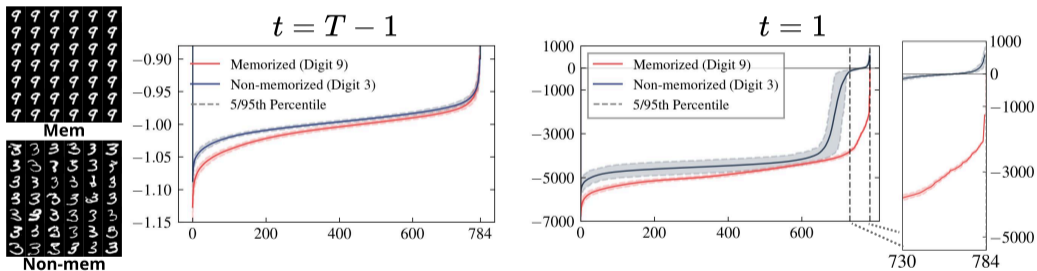 Mem
Non-mem
t = T − 1
−0.90
−0.95
−1.00
−1.05
−1.10
−1.15
0
200
400
600
784
Memorized (Digit 9)
Non-memorized (Digit 3)
5/95th Percentile
t = 1
1000
0
−1000
−3000
−5000
−7000
0
200
400
600
Memorized (Digit 9)
Non-memorized (Digit 3)
5/95th Percentile
1000
0
−1000
−3000
−5000
730
784